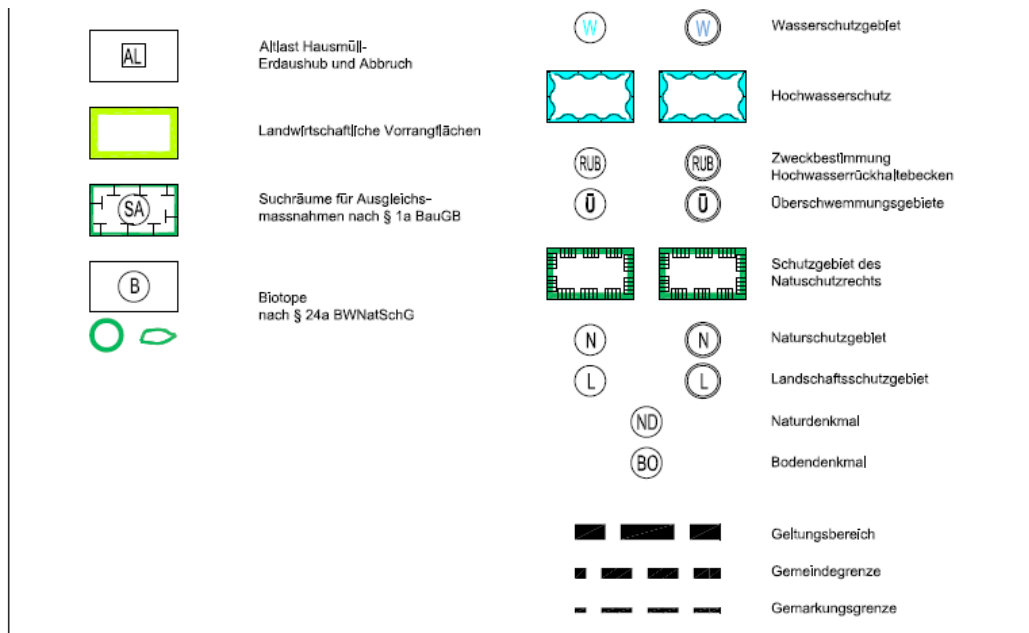 AL
Altlast Hausmüll-
Erdaushub und Abbruch
Landwirtschaftliche Vorrangflächen
SA
Suchräume für Ausgleichs-
massnahmen nach § 1a BauGB
B
Biotope
nach § 24a BWNatSchG
W W Wasserschutzgebiet
Hochwasserschutz
RUB RUB Zweckbestimmung
Hochwasserrückhaltebecken
Ü Ü Überschwemmungsgebiete
Schutzgebiet des
Natuschutzrechts
N N Naturschutzgebiet
L L Landschaftsschutzgebiet
ND Naturdenkmal
BO Bodendenkmal
Geltungsbereich
Gemeindegrenze
Gemarkungsgrenze